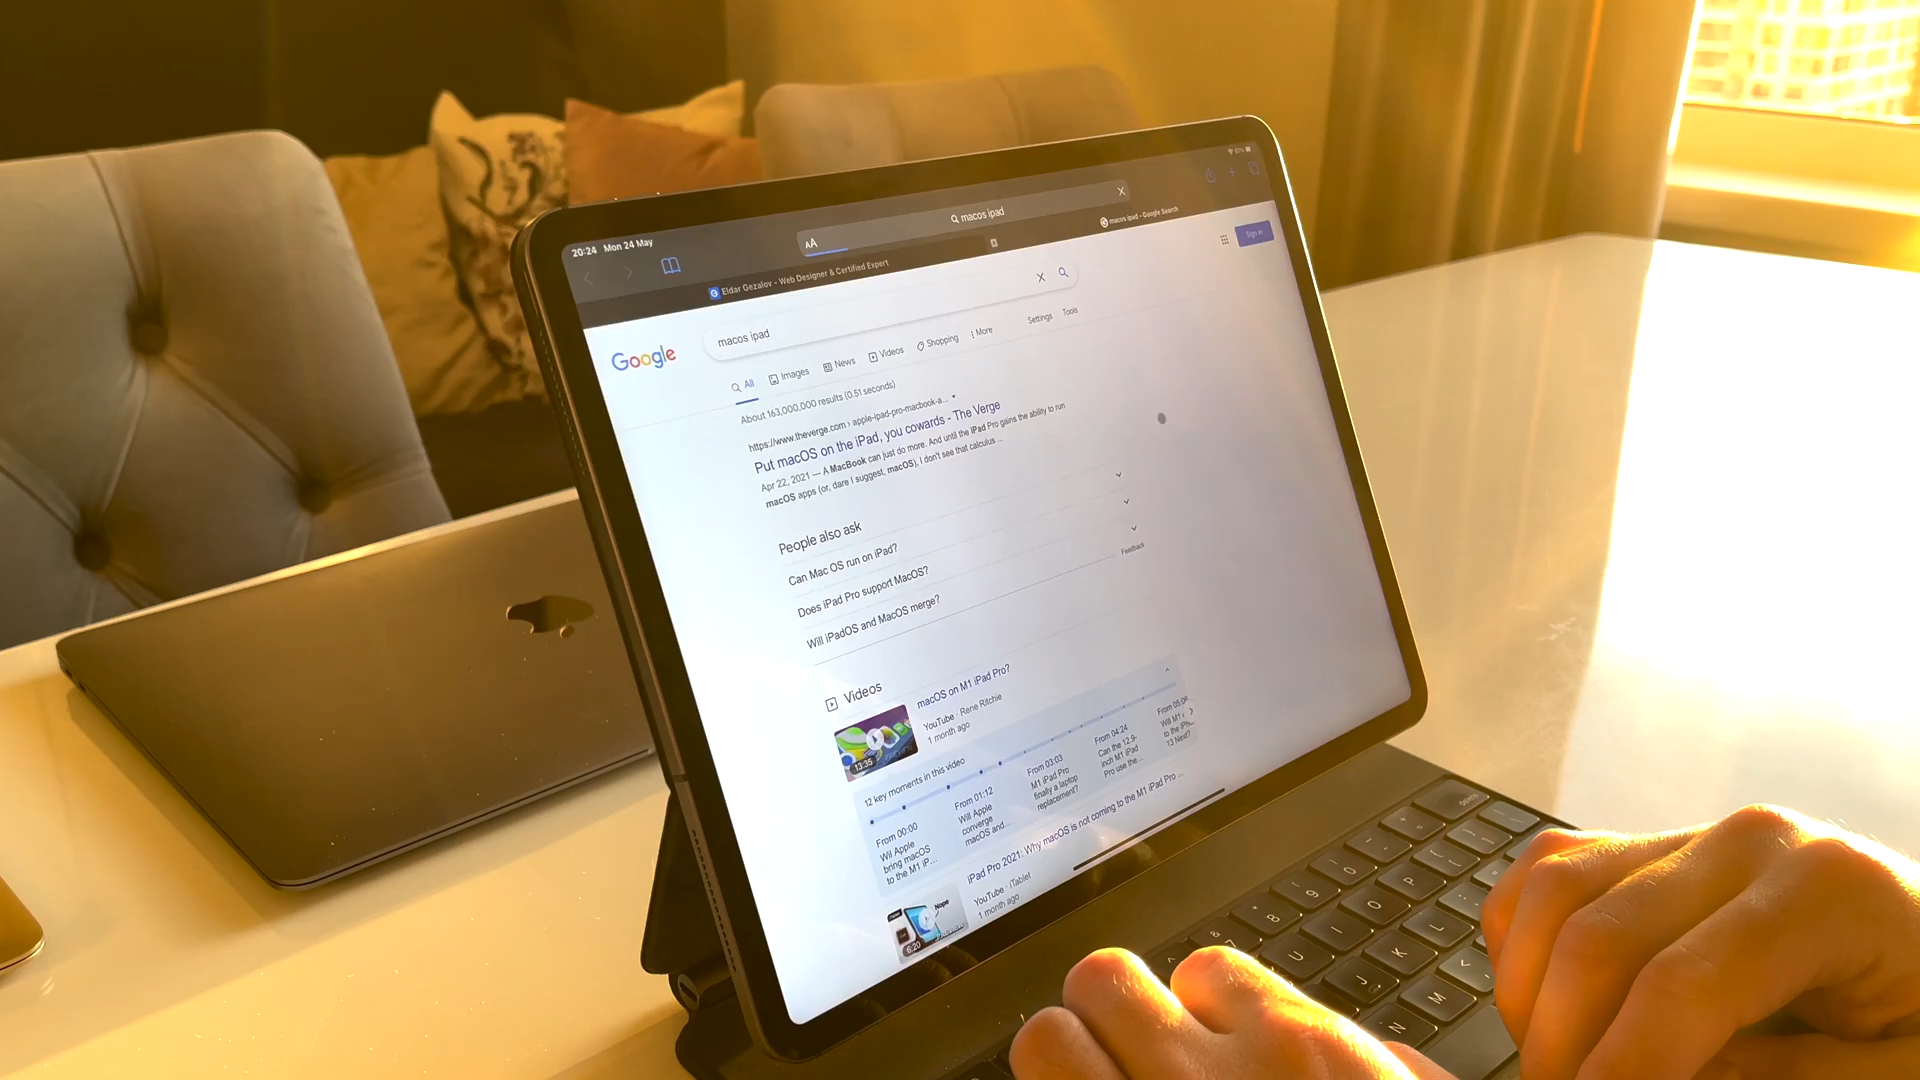 20:24 Mon 24 May
AA
macos ipad
Eldar Gezalov - Web Designer & Certified Expert
macos ipad - Google Search
Google
macos ipad
Sign in
All
Images
News
Videos
Shopping
More
Settings
Tools
About 163,000,000 results (0.51 seconds)
https://www.theverge.com › apple-ipad-pro-macbook-a...
Put macOS on the iPad, you cowards - The Verge
Apr 22, 2021 — A MacBook can just do more. And until the iPad Pro gains the ability to run
macOS apps (or, dare I suggest, macOS), I don't see that calculus ...
People also ask
Can Mac OS run on iPad?
Does iPad Pro support MacOS?
Will iPadOS and MacOS merge?
Feedback
Videos
macOS on M1 iPad Pro?
YouTube · Rene Ritchie
1 month ago
13:35
12 key moments in this video
From 00:00
Wil Apple
bring macOS
to the M1 iP...
From 01:12
Will Apple
converge
macOS and...
From 03:03
M1 iPad Pro
finally a laptop
replacement?
From 04:24
Can the 12.9-
inch M1 iPad
Pro use the...
From 05:06
Will M1
to the iPh
13 Next?
iPad Pro 2021: Why macOS is not coming to the M1 iPad Pro ...
YouTube · iTablet
1 month ago
Nope
PREVIEW
6:20
Delete
8 9 0
U I O P
J K L
N M